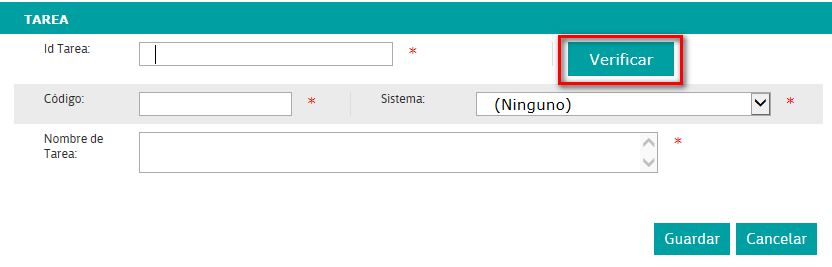 TAREA
Id Tarea: * Verificar
Código: * Sistema: (Ninguno) *
Nombre de
Tarea: *
Guardar Cancelar